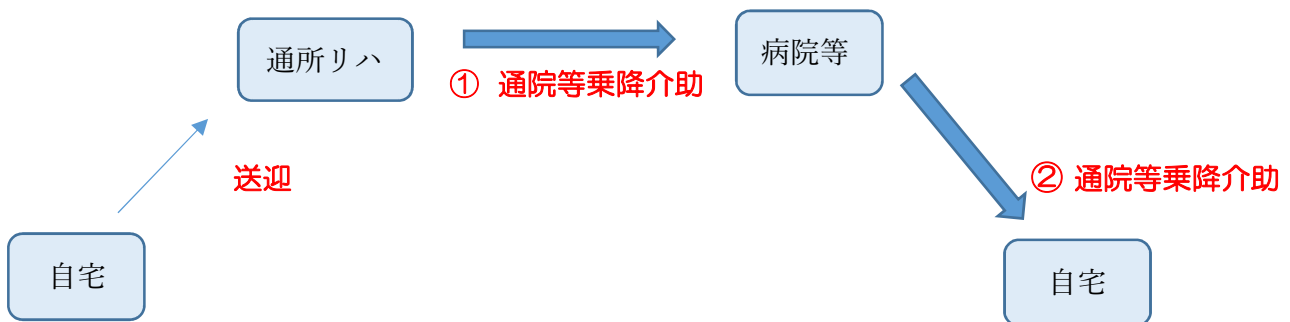 通所リハ
病院等
① 通院等乗降介助
送迎
② 通院等乗降介助
自宅
自宅